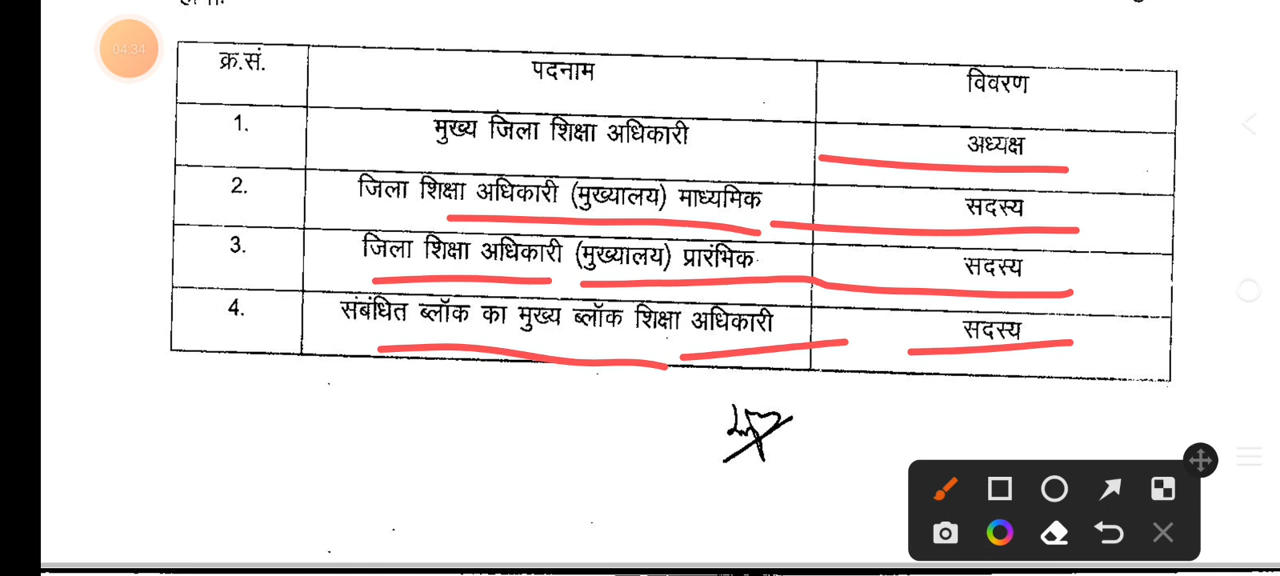 04:34
क्र.सं. पदनाम विवरण
1. मुख्य जिला शिक्षा अधिकारी अध्यक्ष
2. जिला शिक्षा अधिकारी (मुख्यालय) माध्यमिक सदस्य
3. जिला शिक्षा अधिकारी (मुख्यालय) प्रारंभिक सदस्य
4. संबंधित ब्लॉक का मुख्य ब्लॉक शिक्षा अधिकारी सदस्य